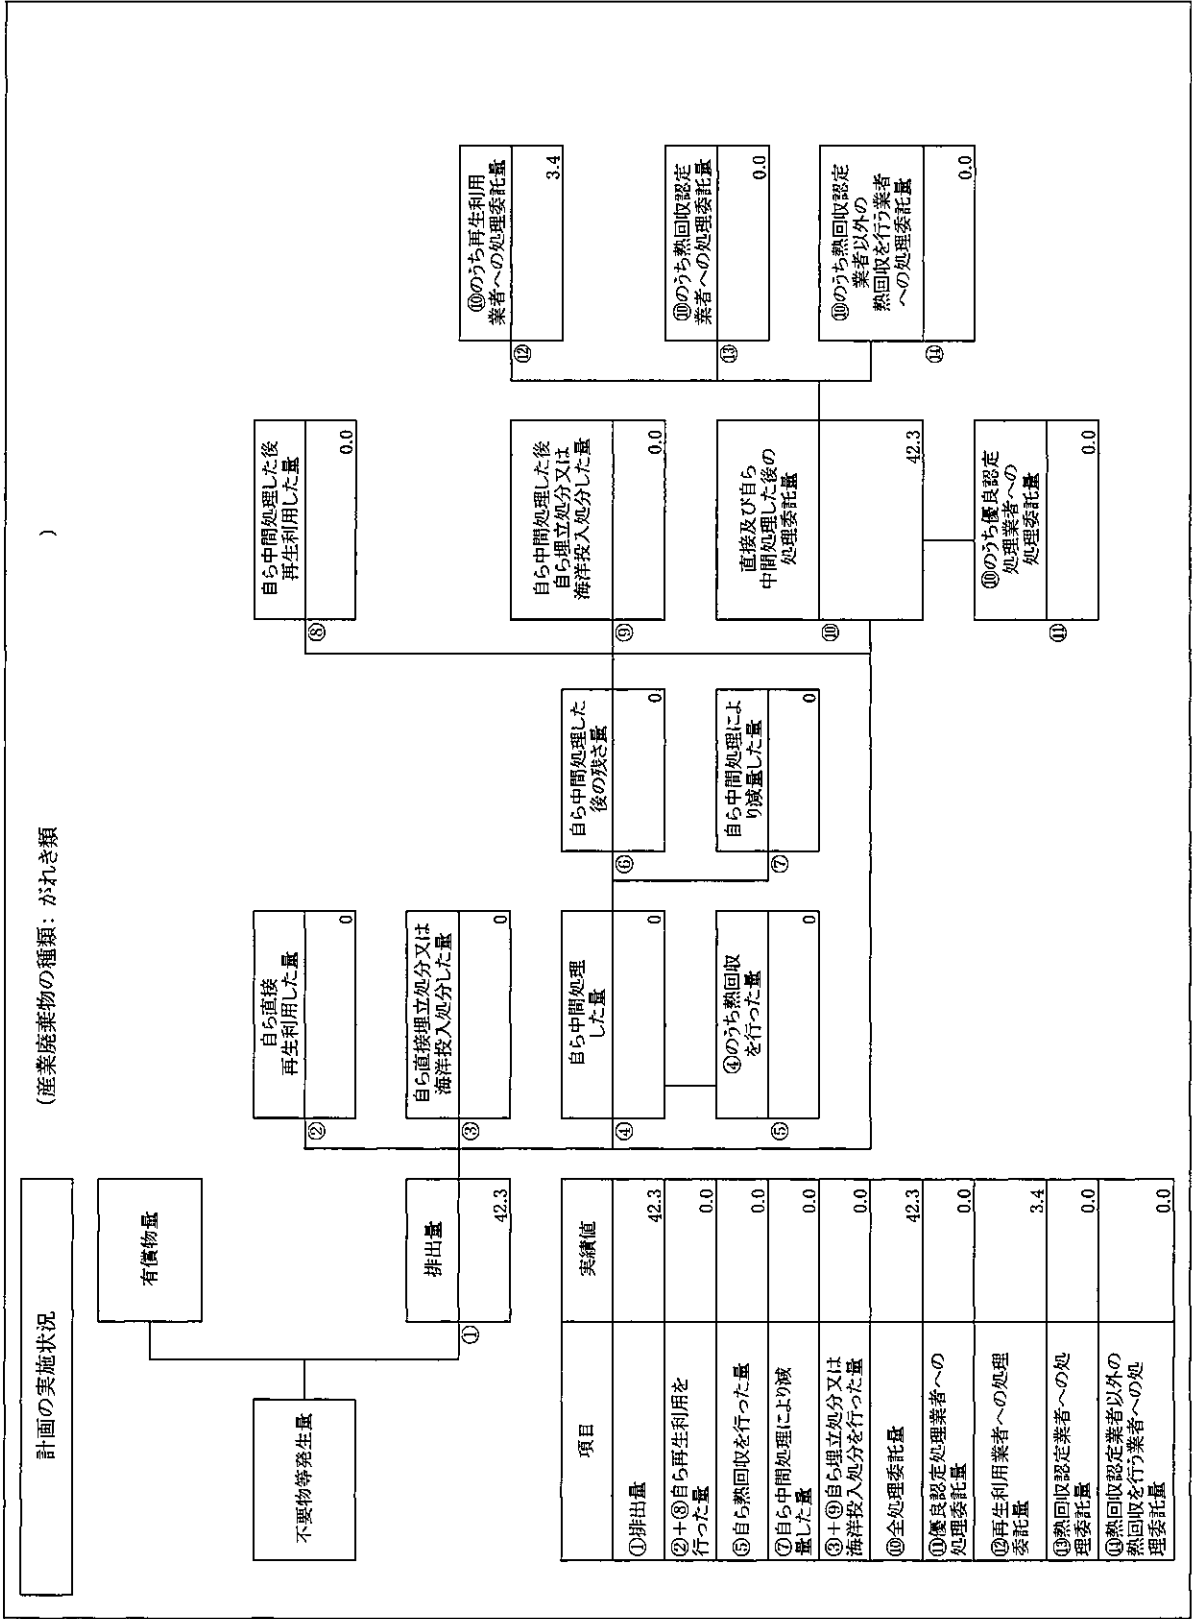 計画の実施状況
(産業廃棄物の種類: がれき類 )
不要物等発生量
有償物量
①
排出量
42.3
②
自ら直接
再生利用した量
0
③
自ら直接埋立処分又は
海洋投入処分した量
0
④
自ら中間処理
した量
0
⑤
④のうち熱回収
を行った量
0
⑥
自ら中間処理した
後の残さ量
0
⑦
自ら中間処理によ
り減量した量
0
⑧
自ら中間処理した後
再生利用した量
0.0
⑨
自ら中間処理した後
自ら埋立処分又は
海洋投入処分した量
0.0
⑩
直接及び自ら
中間処理した後の
処理委託量
42.3
⑪
⑩のうち優良認定
処理業者への
処理委託量
0.0
⑫
⑩のうち再生利用
業者への処理委託量
3.4
⑬
⑩のうち熱回収認定
業者への処理委託量
0.0
⑭
⑩のうち熱回収認定
業者以外の
熱回収を行う業者
への処理委託量
0.0
項目 実績値
①排出量 42.3
②+⑧自ら再生利用を
行った量 0.0
⑤自ら熱回収を行った量 0.0
⑦自ら中間処理により減
量した量 0.0
③+⑨自ら埋立処分又は
海洋投入処分を行った量 0.0
⑩全処理委託量 42.3
⑪優良認定処理業者への
処理委託量 0.0
⑫再生利用業者への処理
委託量 3.4
⑬熱回収認定業者への処
理委託量 0.0
⑭熱回収認定業者以外の
熱回収を行う業者への処
理委託量 0.0